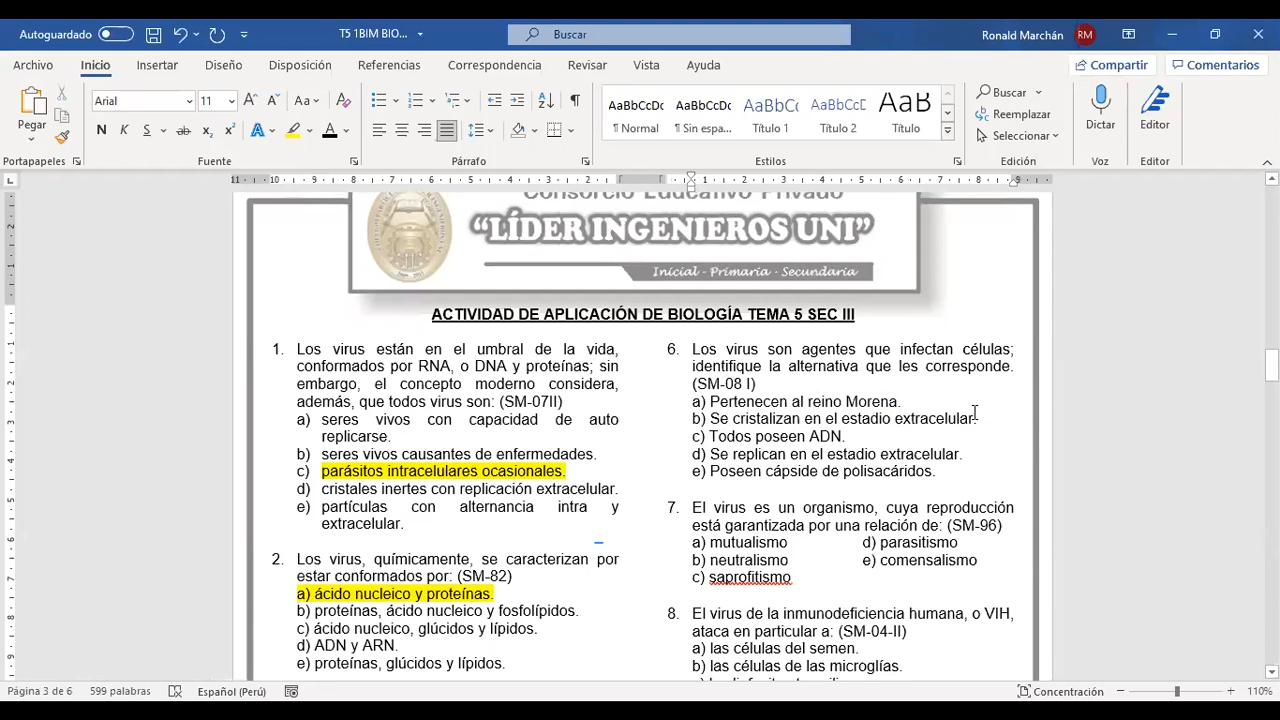 Autoguardado
T5 1BIM BIO...
Buscar
Ronald Marchán
RM
Archivo
Inicio
Insertar
Diseño
Disposición
Referencias
Correspondencia
Revisar
Vista
Ayuda
Compartir
Comentarios
Pegar
Arial
11
Portapapeles
Fuente
Párrafo
AaBbCcDc
¶ Normal
AaBbCcDc
¶ Sin espa...
AaBbCc
Título 1
AaBbCcD
Título 2
AaB
Título
Estilos
Buscar
Reemplazar
Seleccionar
Edición
Dictar
Voz
Editor
Editor
Consorcio Educativo Privado
“LÍDER INGENIEROS UNI”
Inicial - Primaria - Secundaria
ACTIVIDAD DE APLICACIÓN DE BIOLOGÍA TEMA 5 SEC III
1. Los virus están en el umbral de la vida,
conformados por RNA, o DNA y proteínas; sin
embargo, el concepto moderno considera,
además, que todos virus son: (SM-07II)
a) seres vivos con capacidad de auto
replicarse.
b) seres vivos causantes de enfermedades.
c) parásitos intracelulares ocasionales.
d) cristales inertes con replicación extracelular.
e) partículas con alternancia intra y
extracelular.
2. Los virus, químicamente, se caracterizan por
estar conformados por: (SM-82)
a) ácido nucleico y proteínas.
b) proteínas, ácido nucleico y fosfolípidos.
c) ácido nucleico, glúcidos y lípidos.
d) ADN y ARN.
e) proteínas, glúcidos y lípidos.
6. Los virus son agentes que infectan células;
identifique la alternativa que les corresponde.
(SM-08 I)
a) Pertenecen al reino Morena.
b) Se cristalizan en el estadio extracelular.
c) Todos poseen ADN.
d) Se replican en el estadio extracelular.
e) Poseen cápside de polisacáridos.
7. El virus es un organismo, cuya reproducción
está garantizada por una relación de: (SM-96)
a) mutualismo d) parasitismo
b) neutralismo e) comensalismo
c) saprofitismo
8. El virus de la inmunodeficiencia humana, o VIH,
ataca en particular a: (SM-04-II)
a) las células del semen.
b) las células de las microglías.
Página 3 de 6
599 palabras
Español (Perú)
Concentración
110%